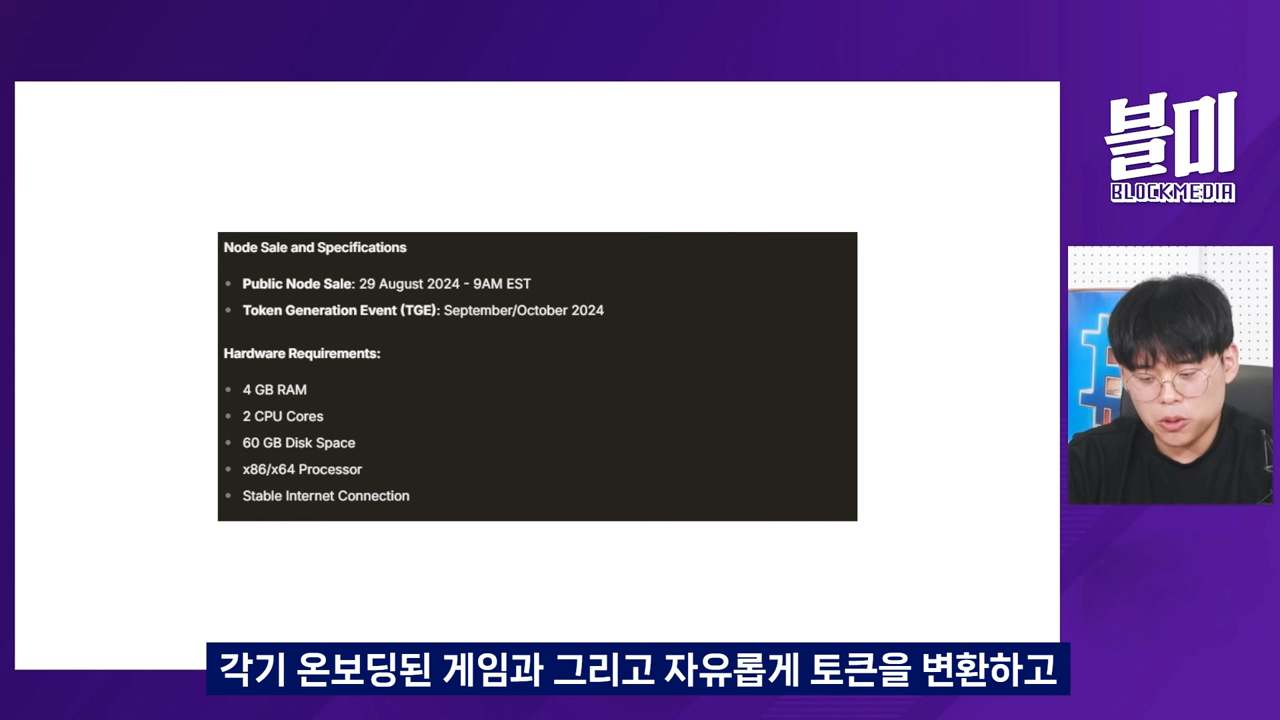 블미
BLOCKMEDIA
Node Sale and Specifications
Public Node Sale: 29 August 2024 - 9AM EST
Token Generation Event (TGE): September/October 2024
Hardware Requirements:
4 GB RAM
2 CPU Cores
60 GB Disk Space
x86/x64 Processor
Stable Internet Connection
각기 온보딩된 게임과 그리고 자유롭게 토큰을 변환하고